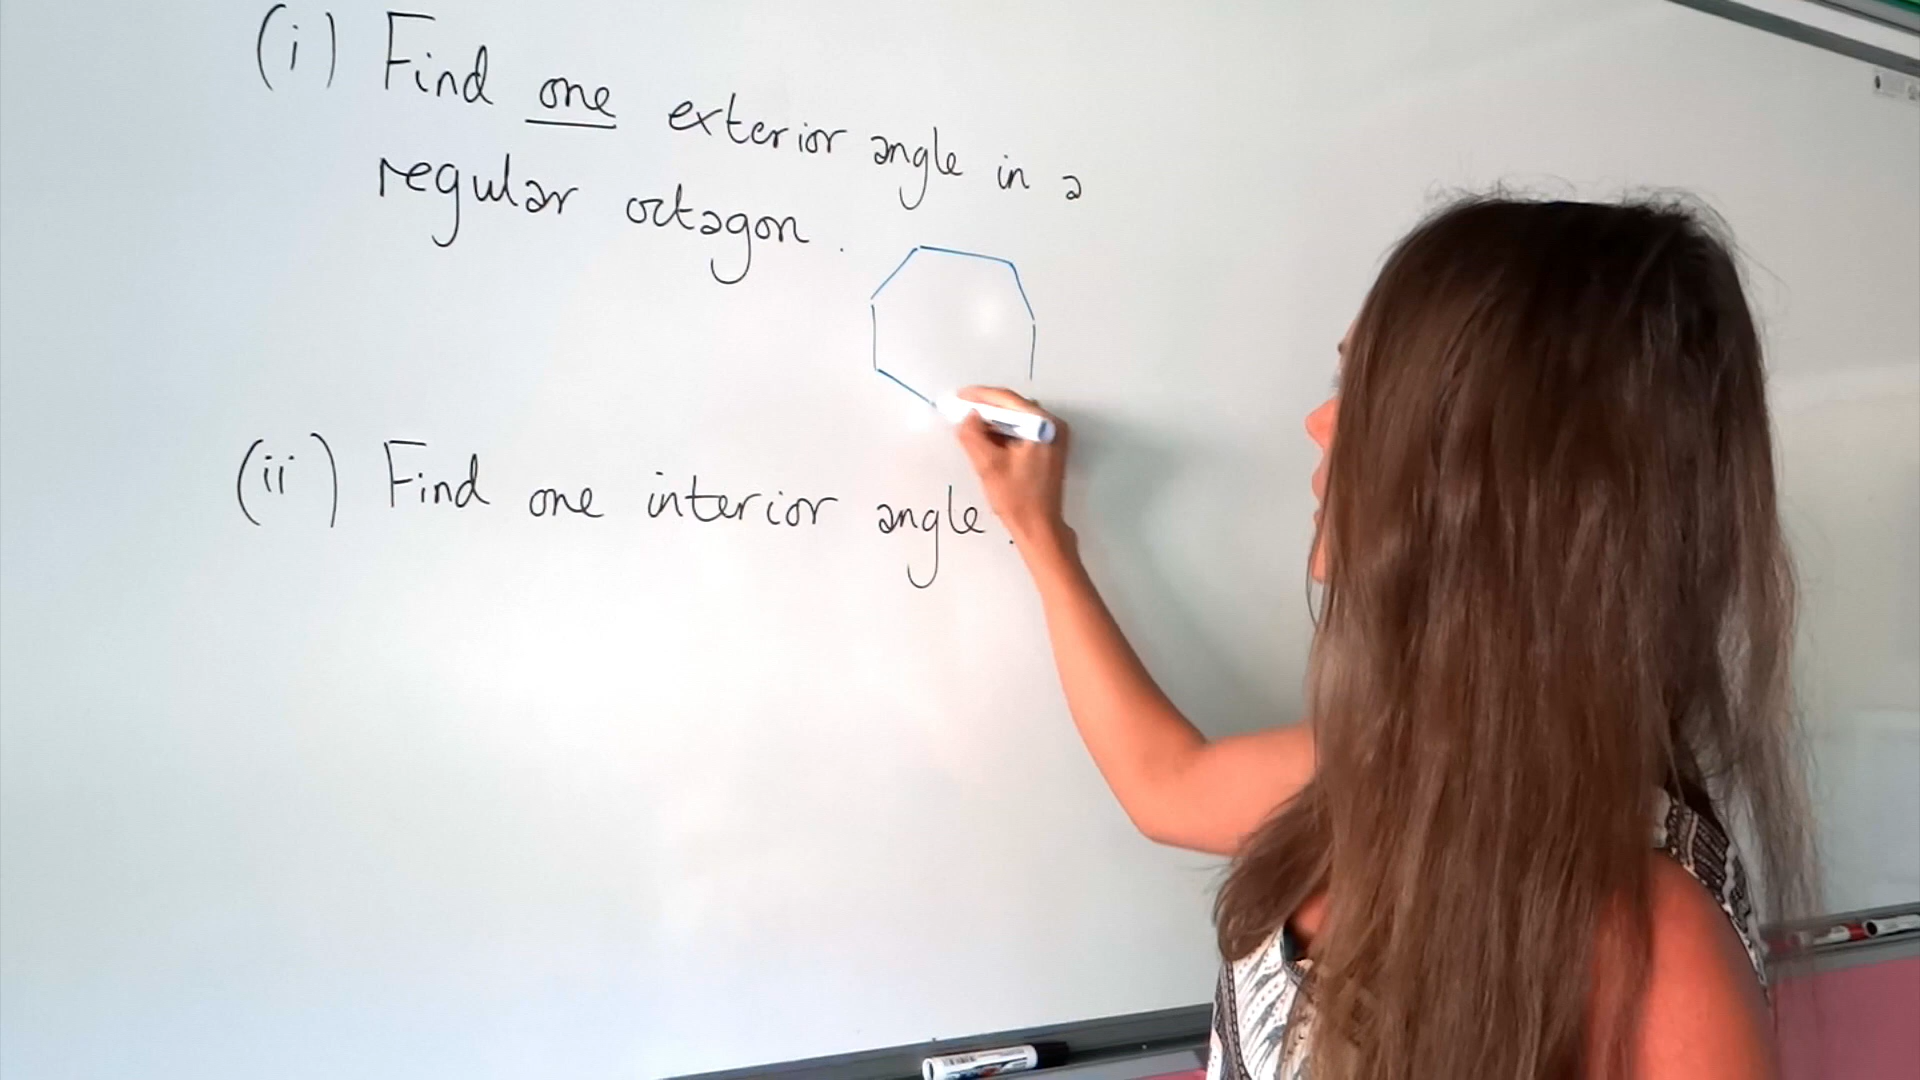 (i) Find one exterior angle in a
regular octagon.
(ii) Find one interior angle.